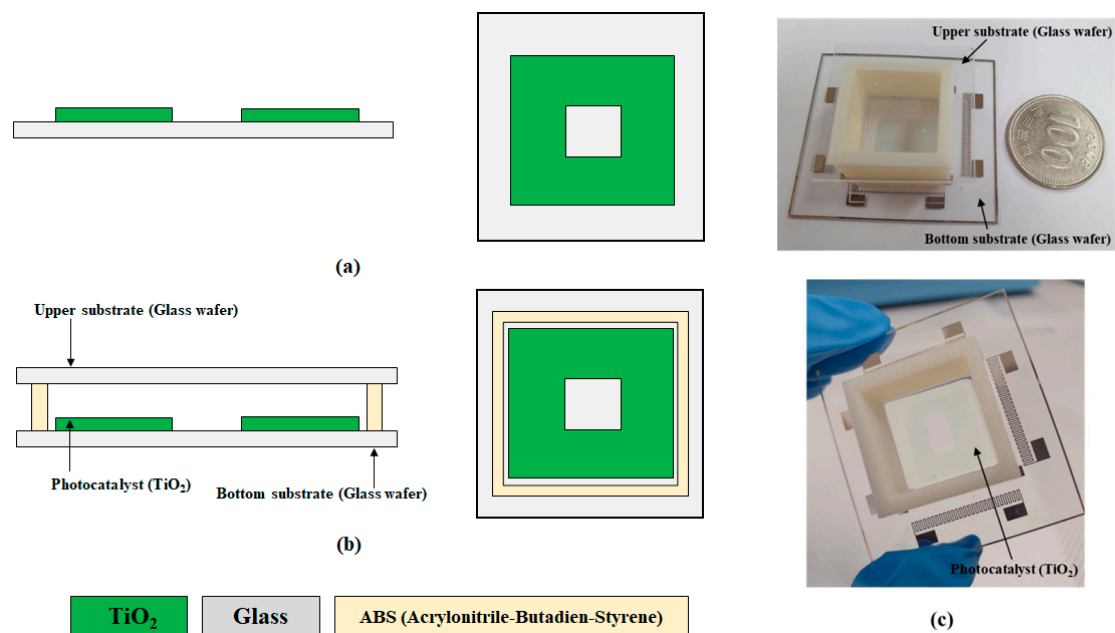 Upper substrate (Glass wafer)
100
Bottom substrate (Glass wafer)
(a)
Upper substrate (Glass wafer)
Photocatalyst (TiO₂)
Bottom substrate (Glass wafer)
(b)
Photocatalyst (TiO₂)
(c)
TiO₂
Glass
ABS (Acrylonitrile-Butadien-Styrene)